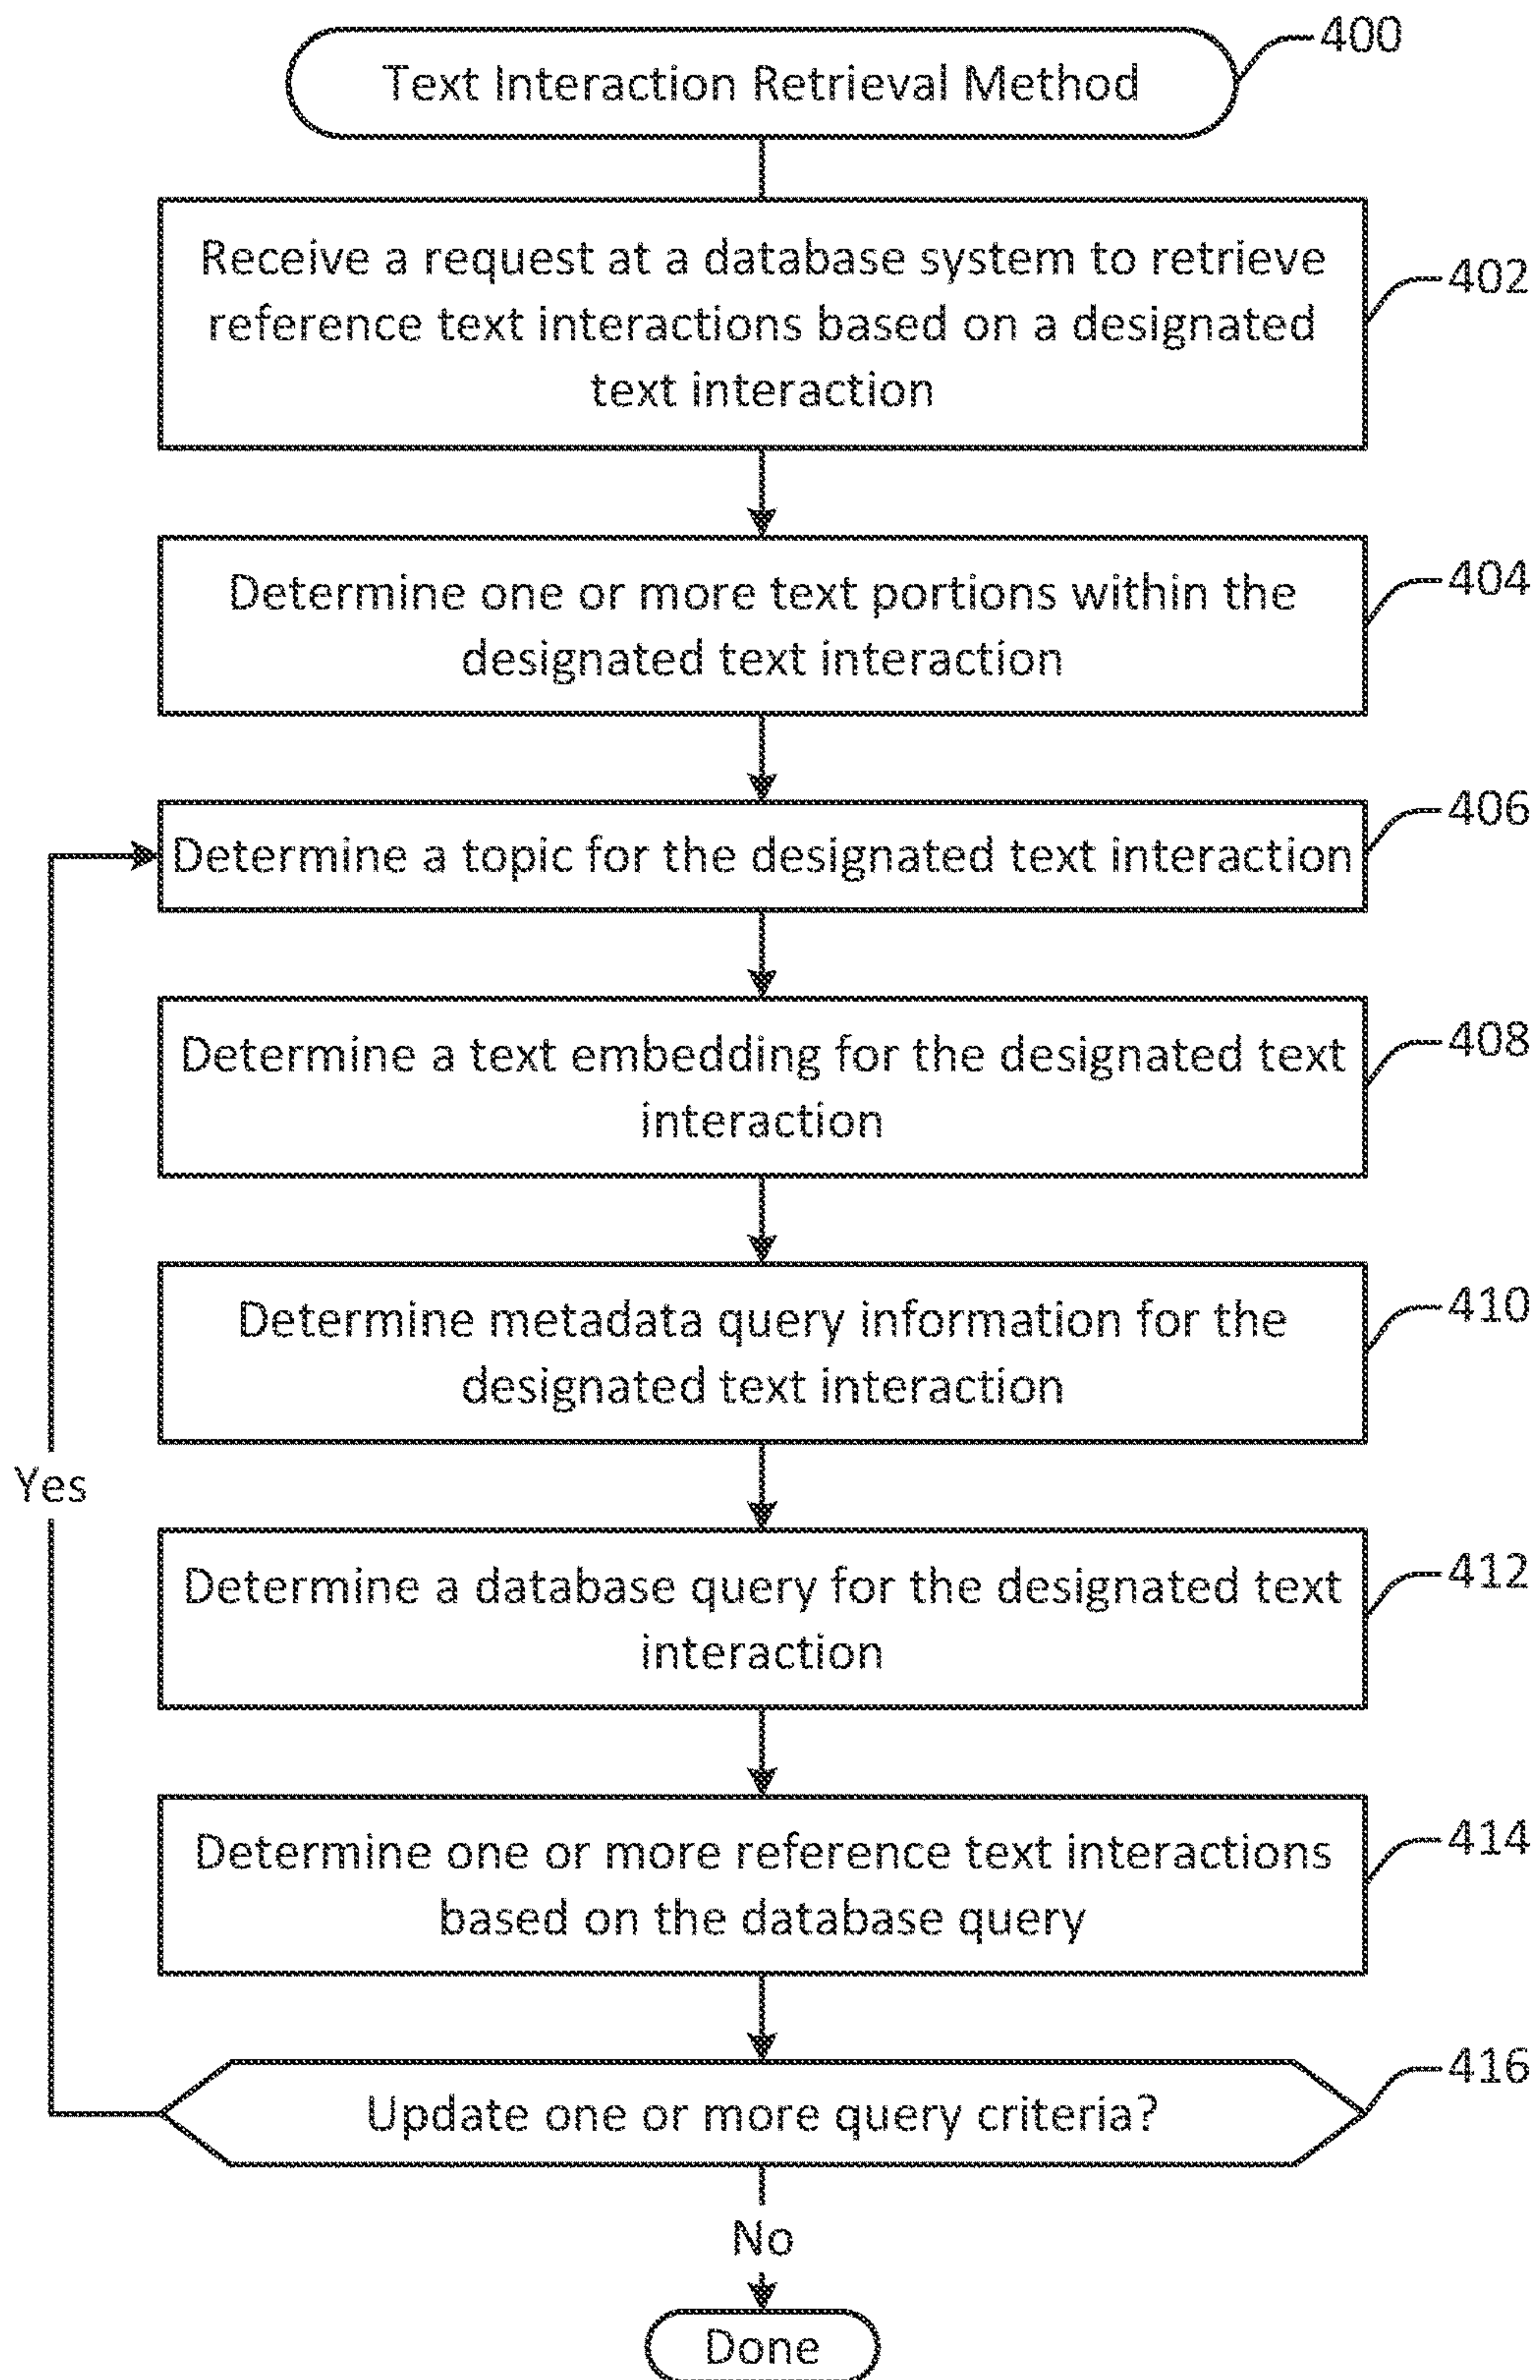 400
Text Interaction Retrieval Method
Receive a request at a database system to retrieve
reference text interactions based on a designated
text interaction
402
Determine one or more text portions within the
designated text interaction
404
Determine a topic for the designated text interaction
406
Determine a text embedding for the designated text
interaction
408
Determine metadata query information for the
designated text interaction
410
Yes
Determine a database query for the designated text
interaction
412
Determine one or more reference text interactions
based on the database query
414
Update one or more query criteria?
416
No
Done